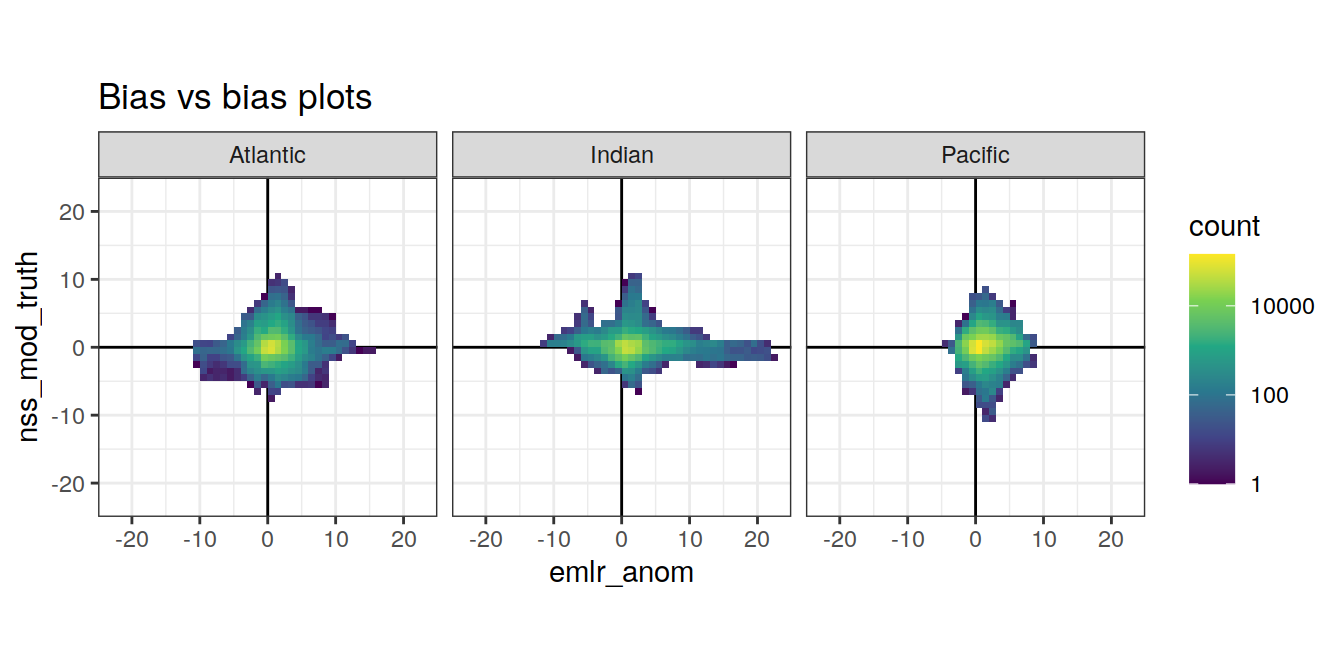 Bias vs bias plots
Atlantic Indian Pacific
nss_mod_truth
20
10
0
-10
-20
-20 -10 0 10 20 -20 -10 0 10 20 -20 -10 0 10 20
emlr_anom
count
10000
100
1